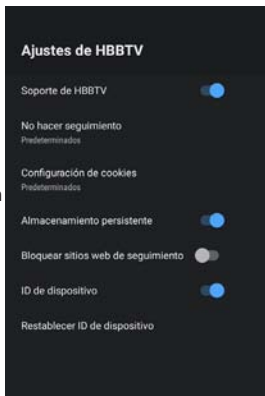 Ajustes de HBBTV
Soporte de HBBTV
No hacer seguimiento
Predeterminados
Configuración de cookies
Predeterminados
Almacenamiento persistente
Bloquear sitios web de seguimiento
ID de dispositivo
Restablecer ID de dispositivo